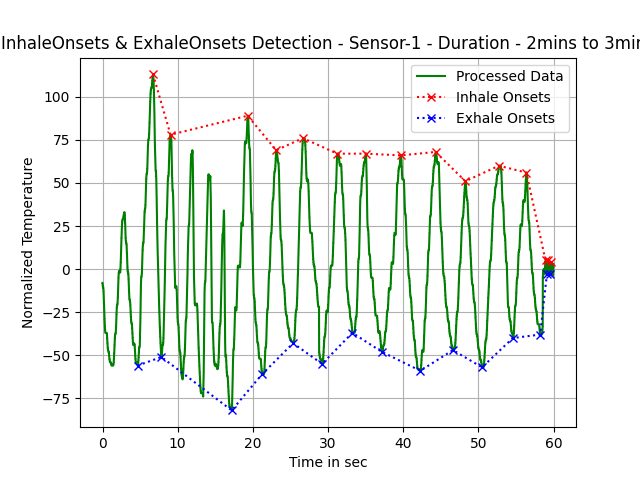 InhaleOnsets & ExhaleOnsets Detection - Sensor-1 - Duration - 2mins to 3min
Processed Data
Inhale Onsets
Exhale Onsets
100
75
50
25
0
−25
−50
−75
Normalized Temperature
0 10 20 30 40 50 60
Time in sec